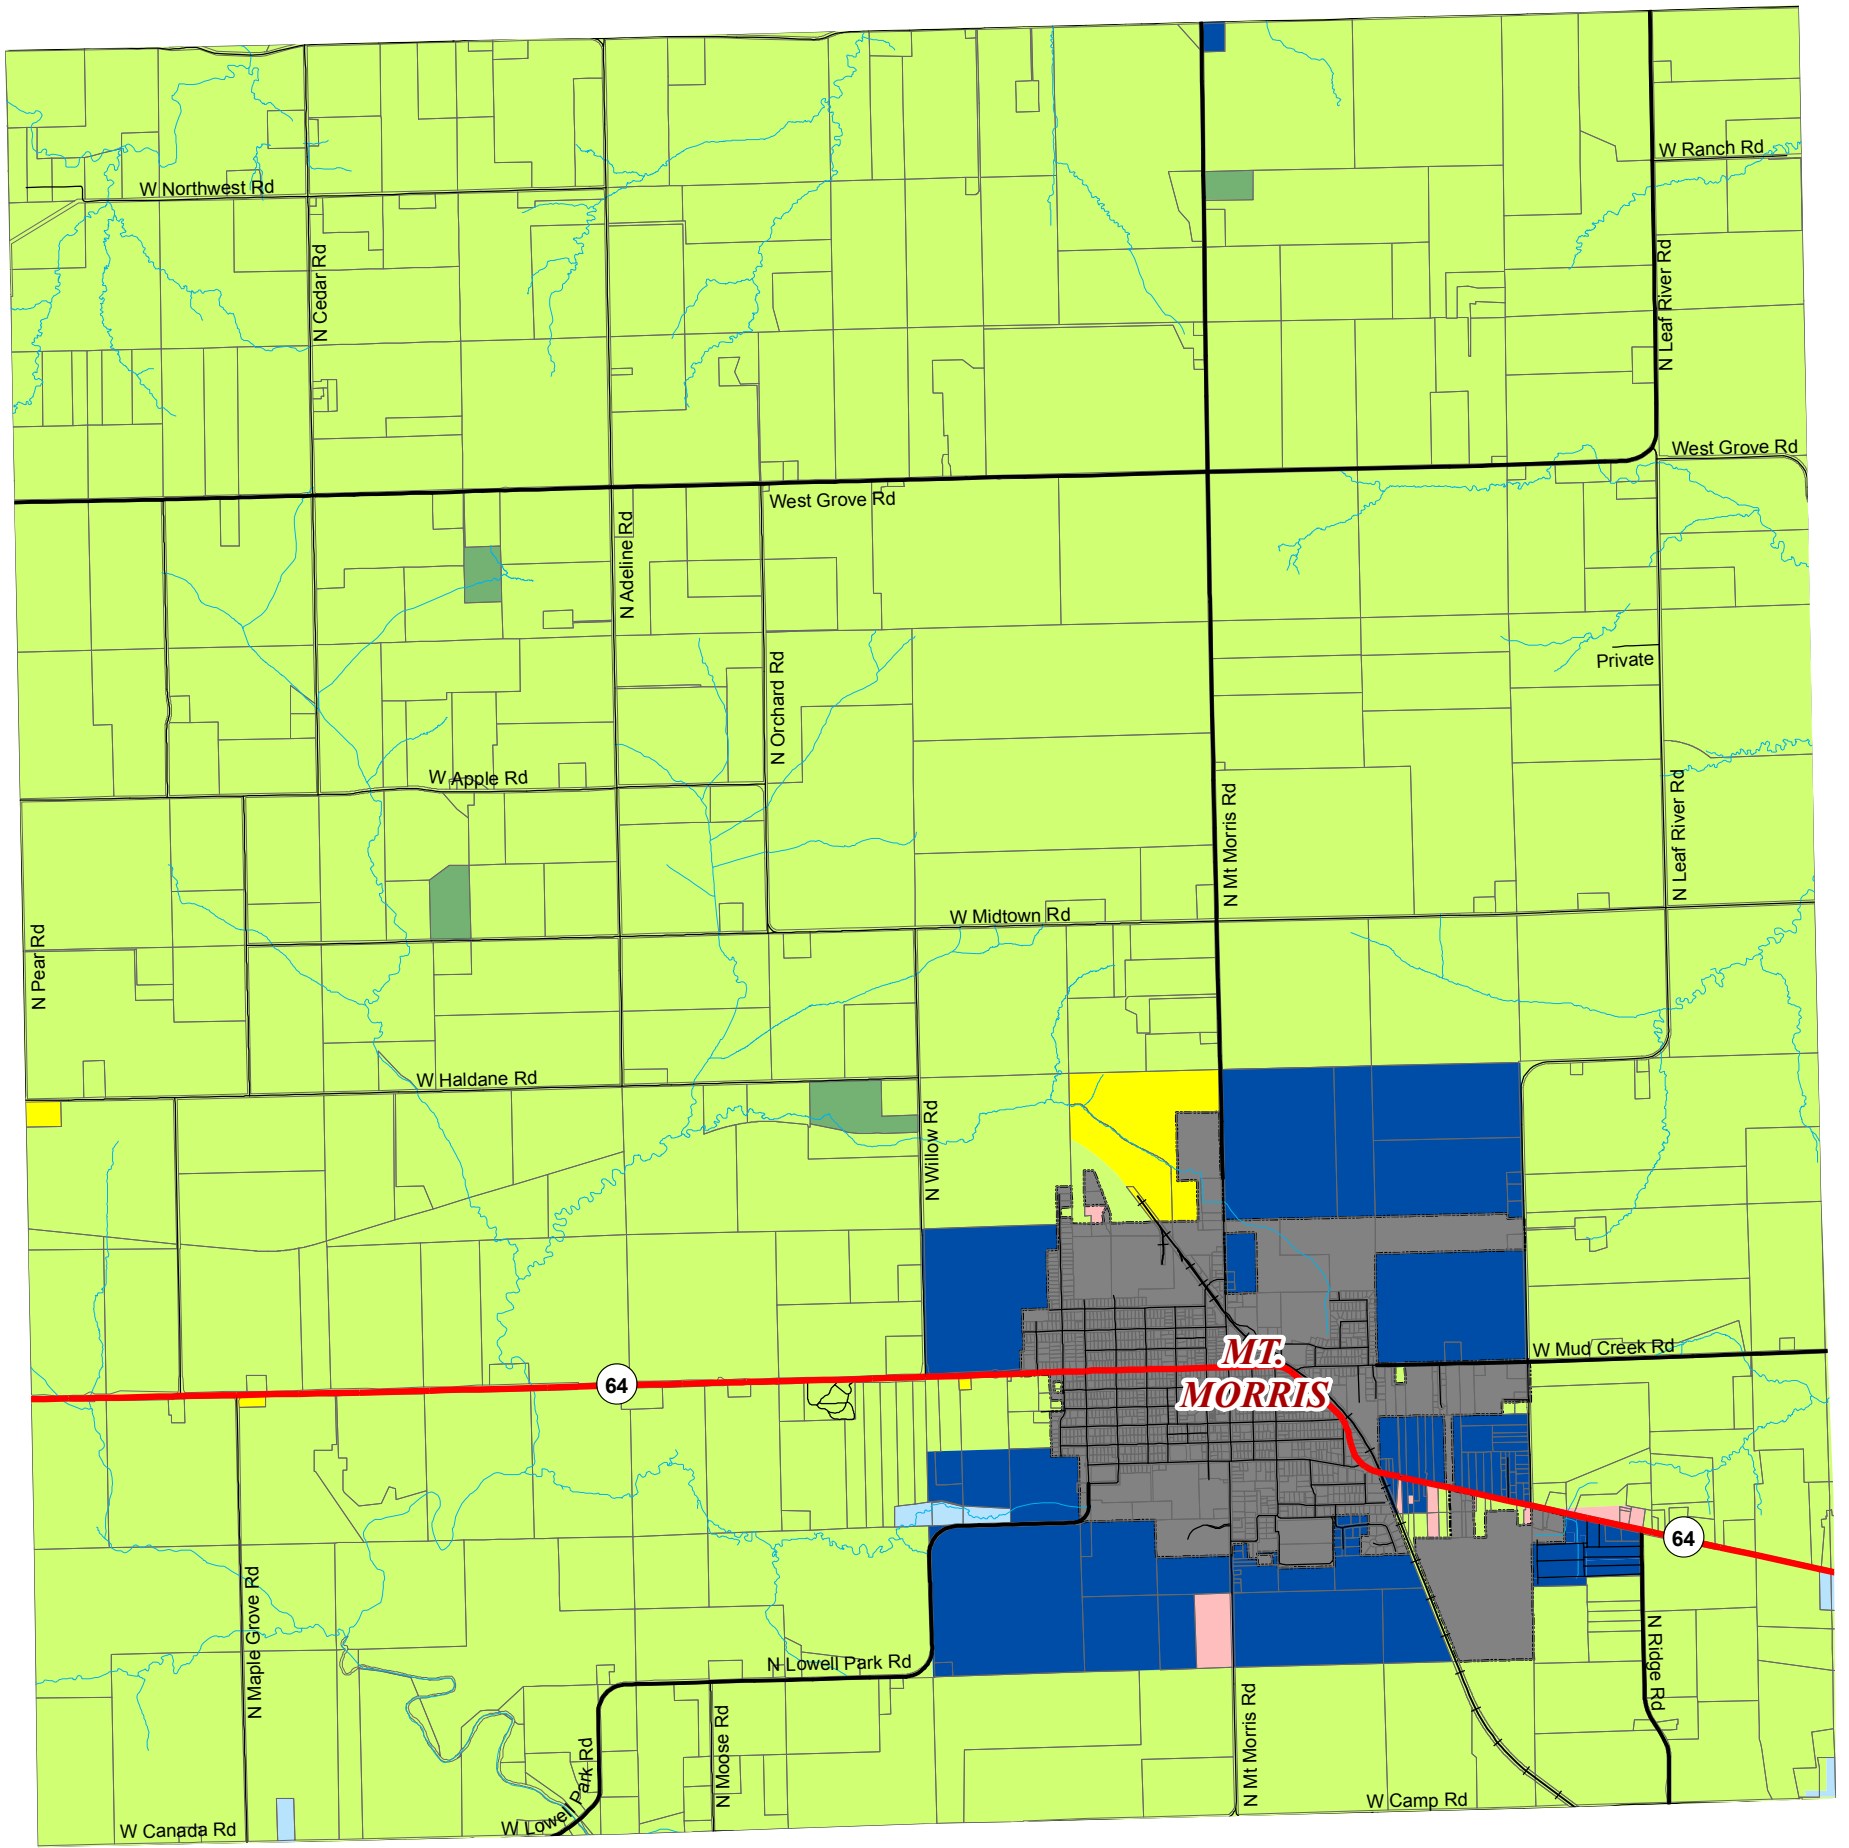 W Ranch Rd
W Northwest Rd
N Cedar Rd
N Leaf River Rd
West Grove Rd
West Grove Rd
N Adeline Rd
Private
N Orchard Rd
W Apple Rd
N Mt Morris Rd
N Leaf River Rd
W Midtown Rd
N Pear Rd
W Haldane Rd
N Willow Rd
W Mud Creek Rd
MT.
MORRIS
64
64
N Maple Grove Rd
N Lowell Park Rd
N Ridge Rd
N Moose Rd
N Mt Morris Rd
W Lowell Park Rd
W Camp Rd
W Canada Rd